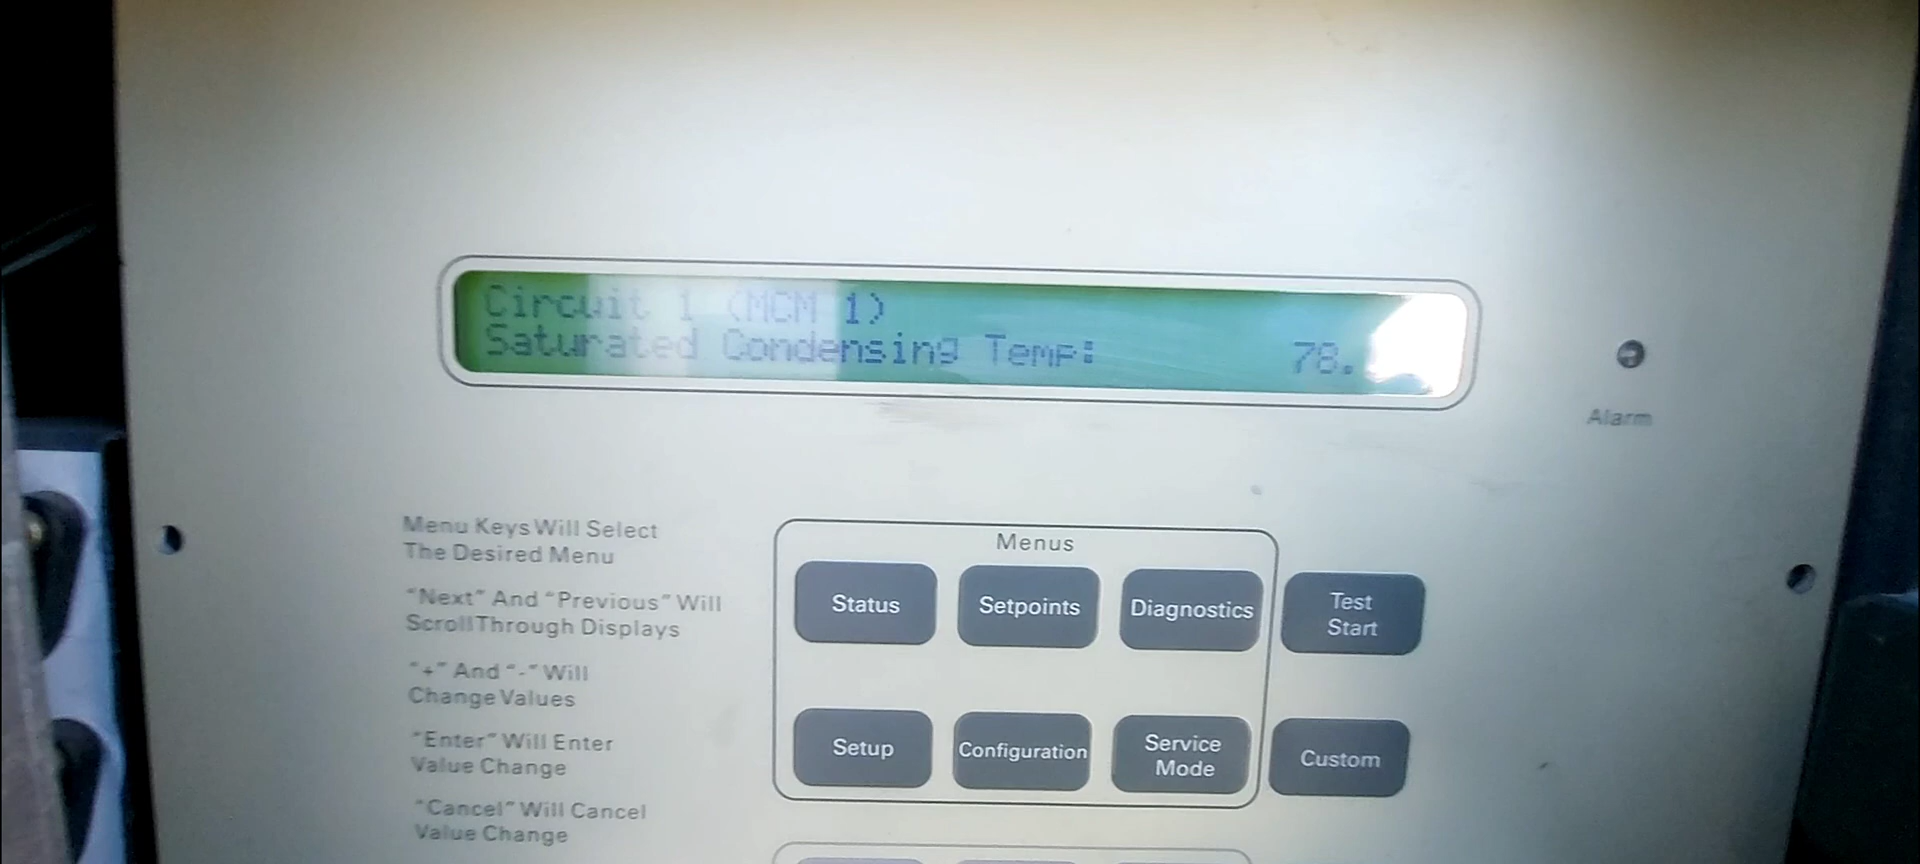 Circuit 1 (MCM 1)
Saturated Condensing Temp: 78.
Alarm
Menu Keys Will Select
The Desired Menu
"Next" And "Previous" Will
Scroll Through Displays
"+" And "-" Will
Change Values
"Enter" Will Enter
Value Change
"Cancel" Will Cancel
Value Change
Menus
Status
Setpoints
Diagnostics
Test
Start
Setup
Configuration
Service
Mode
Custom